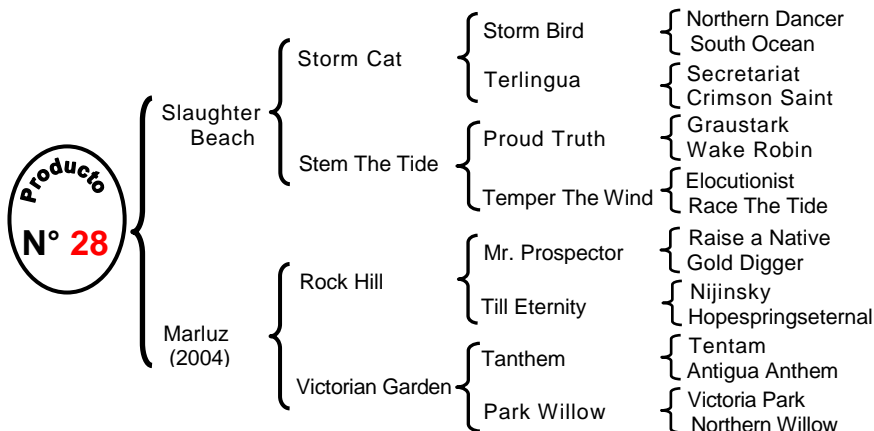 Producto
N° 28
Slaughter
Beach
Marluz
(2004)
Storm Cat
Stem The Tide
Rock Hill
Victorian Garden
Storm Bird
Terlingua
Proud Truth
Temper The Wind
Mr. Prospector
Till Eternity
Tanthem
Park Willow
Northern Dancer
South Ocean
Secretariat
Crimson Saint
Graustark
Wake Robin
Elocutionist
Race The Tide
Raise a Native
Gold Digger
Nijinsky
Hopespringseternal
Tentam
Antigua Anthem
Victoria Park
Northern Willow